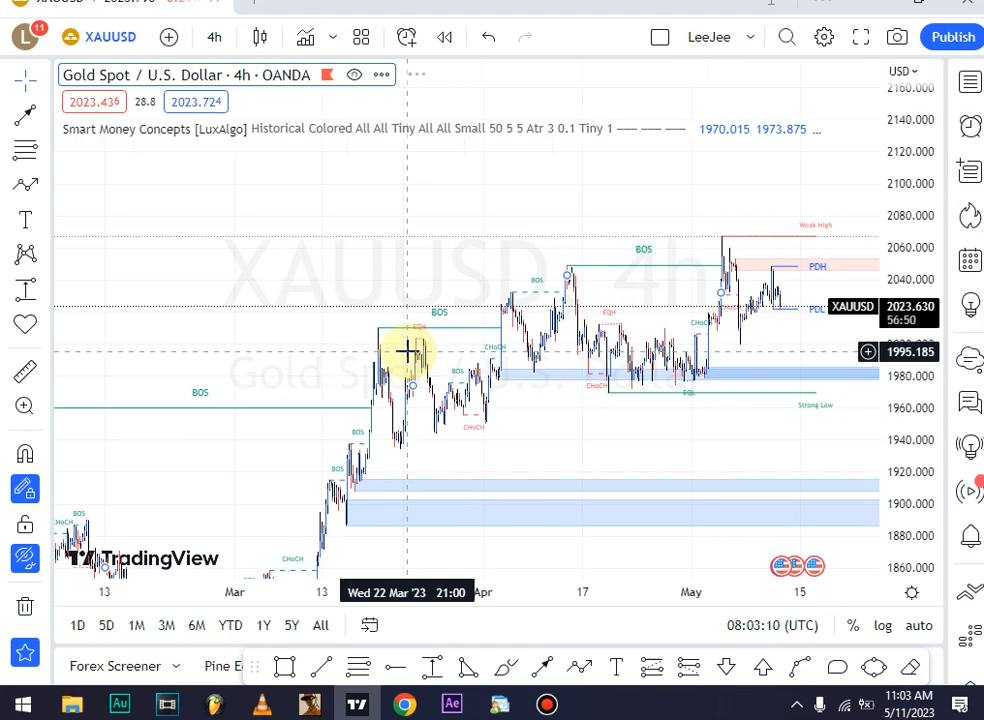 L
11
XAUUSD
4h
LeeJee
Publish
Gold Spot / U.S. Dollar · 4h · OANDA
USD
2023.436
28.8
2023.724
Smart Money Concepts [LuxAlgo] Historical Colored All All Tiny All All Small 50 5 5 Atr 3 0.1 Tiny 1 —— —— —— 1970.015 1973.875 ...
2160.000
2140.000
2120.000
2100.000
2080.000
2060.000
2040.000
XAUUSD
2023.630
56:50
1995.185
1980.000
1960.000
1940.000
1920.000
1900.000
1880.000
1860.000
XAUUSD, 4h
Weak High
BOS
PDH
BOS
PDL
BOS
EQH
EQH
CHoCH
CHoCH
BOS
CHoCH
EQL
BOS
Strong Low
CHoCH
BOS
BOS
BOS
CHoCH
CHoCH
TradingView
13
Mar
13
Wed 22 Mar '23 21:00
Apr
17
May
15
1D
5D
1M
3M
6M
YTD
1Y
5Y
All
08:03:10 (UTC)
%
log
auto
Forex Screener
Pine E
T
Au
Ae
11:03 AM
5/11/2023